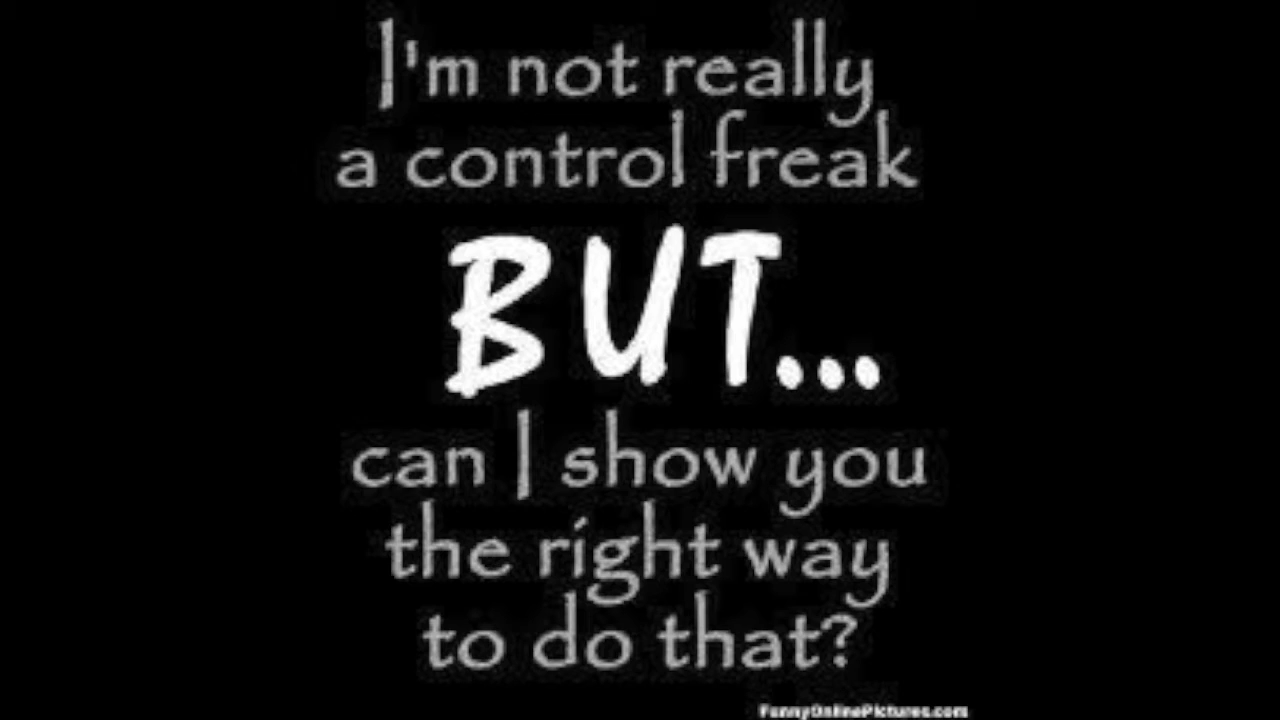 I'm not really
a control freak
BUT...
can I show you
the right way
to do that?
FunnyOnlinePictures.com